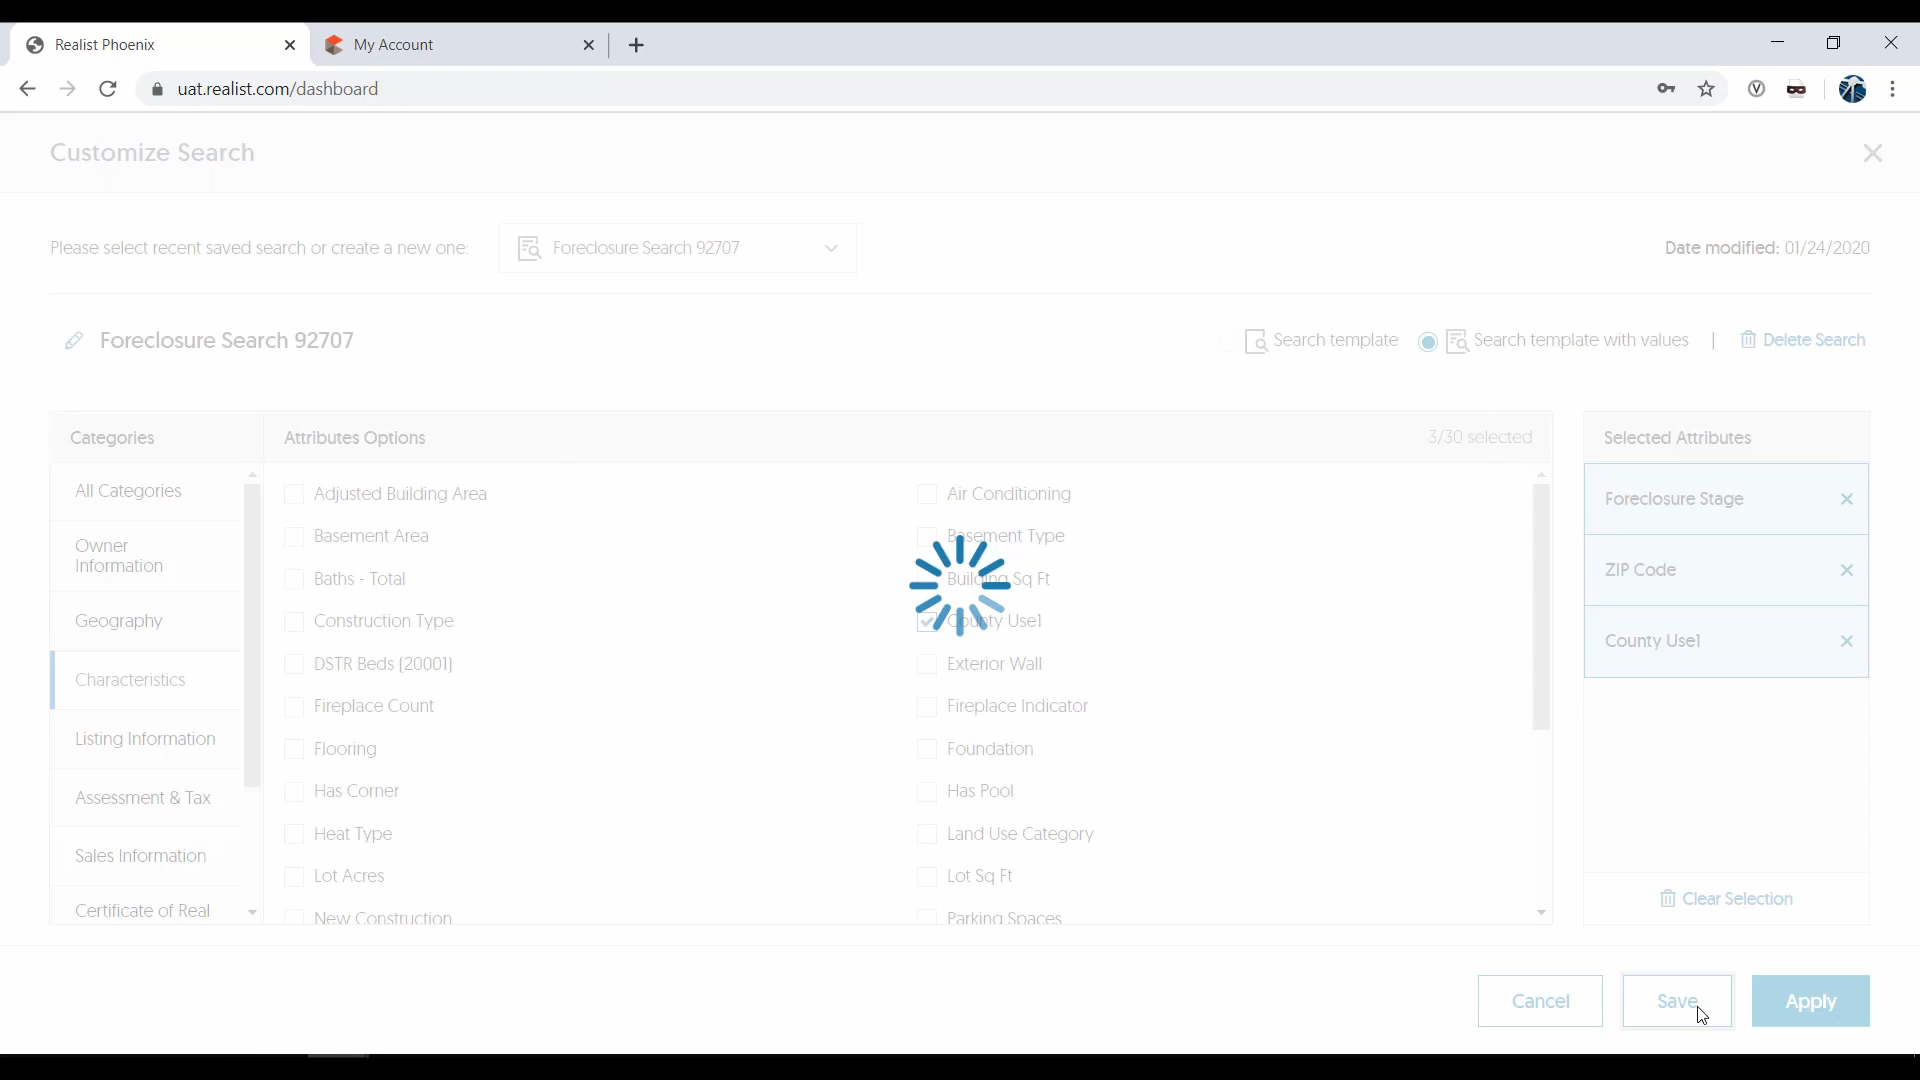 Realist Phoenix
My Account
uat.realist.com/dashboard
Customize Search
Please select recent saved search or create a new one:
Foreclosure Search 92707
Date modified: 01/24/2020
Foreclosure Search 92707
Search template
Search template with values
|
Delete Search
Categories
Attributes Options
3/30 selected
Selected Attributes
All Categories
Owner
Information
Geography
Characteristics
Listing Information
Assessment & Tax
Sales Information
Certificate of Real
Adjusted Building Area
Air Conditioning
Basement Area
Basement Type
Baths - Total
Building Sq Ft
Construction Type
County Use1
DSTR Beds (20001)
Exterior Wall
Fireplace Count
Fireplace Indicator
Flooring
Foundation
Has Corner
Has Pool
Heat Type
Land Use Category
Lot Acres
Lot Sq Ft
New Construction
Parking Spaces
Foreclosure Stage
ZIP Code
County Use1
Clear Selection
Cancel
Save
Apply